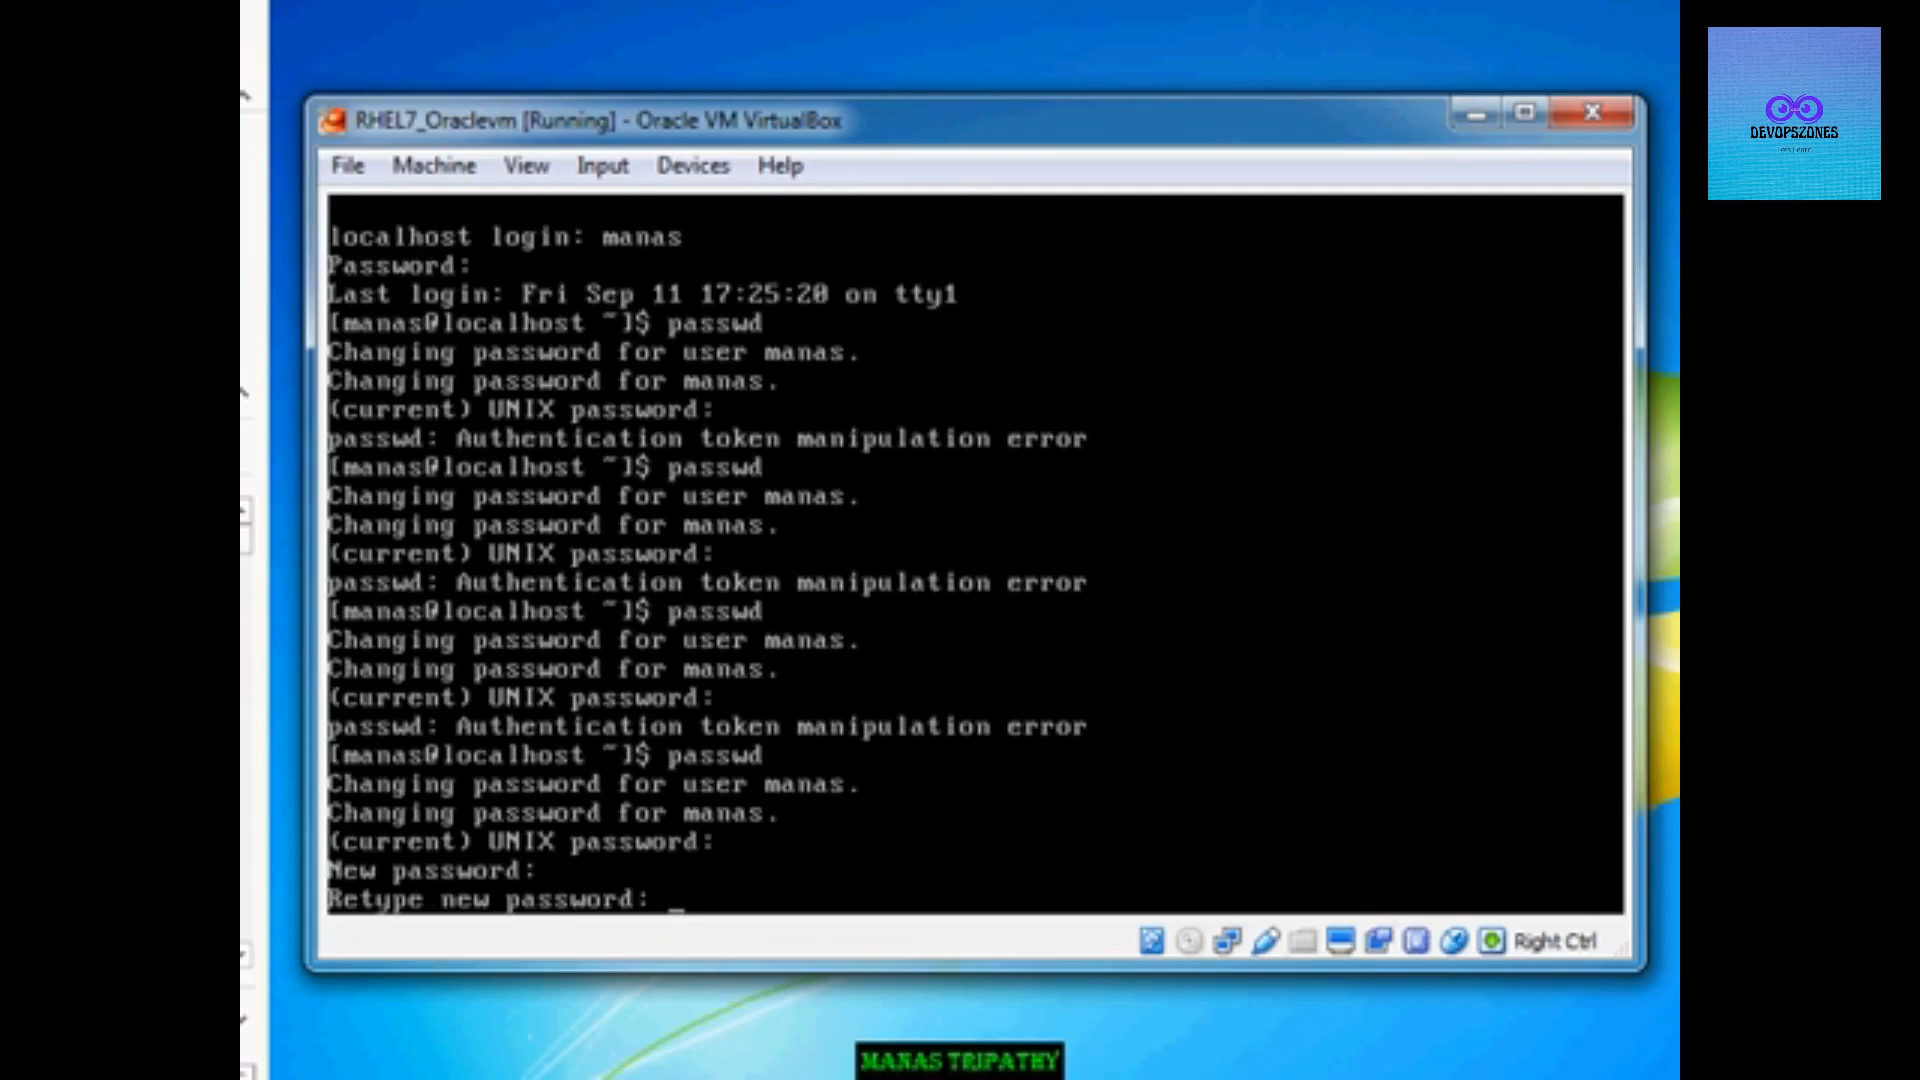 RHEL7_Oraclevm [Running] - Oracle VM VirtualBox
File Machine View Input Devices Help
localhost login: manas
Password:
Last login: Fri Sep 11 17:25:20 on tty1
[manas@localhost ~]$ passwd
Changing password for user manas.
Changing password for manas.
(current) UNIX password:
passwd: Authentication token manipulation error
[manas@localhost ~]$ passwd
Changing password for user manas.
Changing password for manas.
(current) UNIX password:
passwd: Authentication token manipulation error
[manas@localhost ~]$ passwd
Changing password for user manas.
Changing password for manas.
(current) UNIX password:
passwd: Authentication token manipulation error
[manas@localhost ~]$ passwd
Changing password for user manas.
Changing password for manas.
(current) UNIX password:
New password:
Retype new password: _
Right Ctrl
MANAS TRIPATHY
DEVOPSZONES
Lets Learn